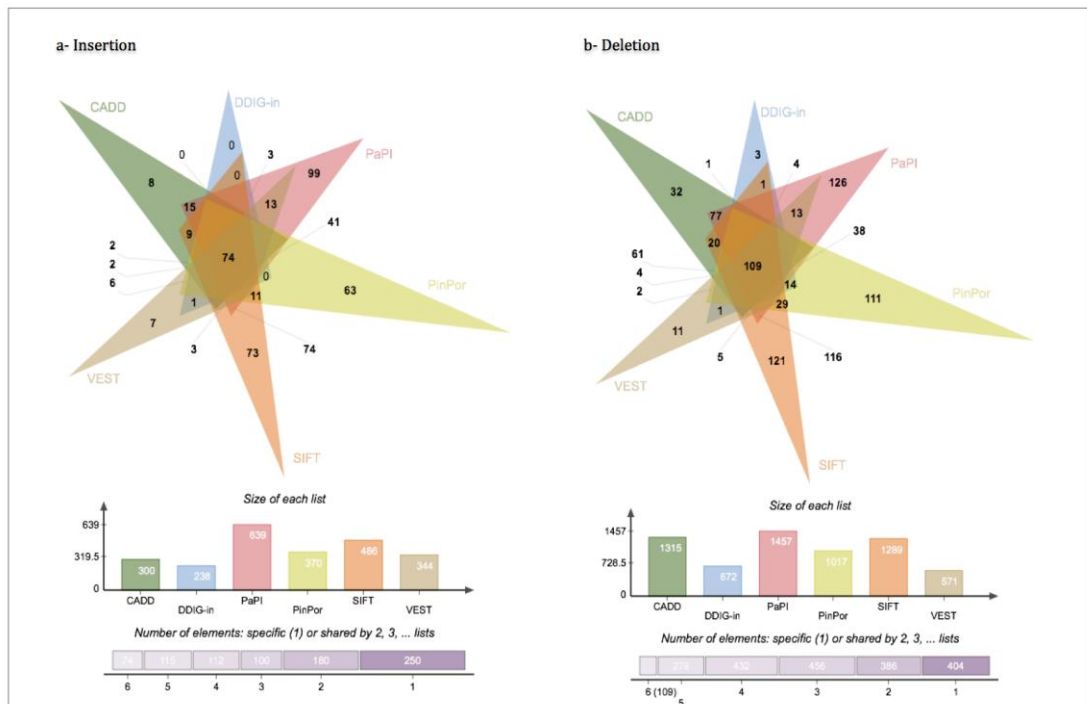 a- Insertion
CADD
DDIG-in
PaPI
PinPor
SIFT
VEST
0
0
3
0
99
8
15
13
41
9
74
2
2
6
0
63
11
1
7
3
73
74
Size of each list
639
319.5
0
300
238
639
370
486
344
CADD
DDIG-in
PaPI
PinPor
SIFT
VEST
Number of elements: specific (1) or shared by 2, 3, ... lists
74 115 112 100 180 250
6 5 4 3 2 1
b- Deletion
CADD
DDIG-in
PaPI
PinPor
SIFT
VEST
1
3
4
1
126
32
77
13
38
20
109
61
4
2
14
111
29
1
11
5
121
116
Size of each list
1457
728.5
0
1315
672
1457
1017
1289
571
CADD
DDIG-in
PaPI
PinPor
SIFT
VEST
Number of elements: specific (1) or shared by 2, 3, ... lists
432 456 386 404
6 (109) 5 4 3 2 1